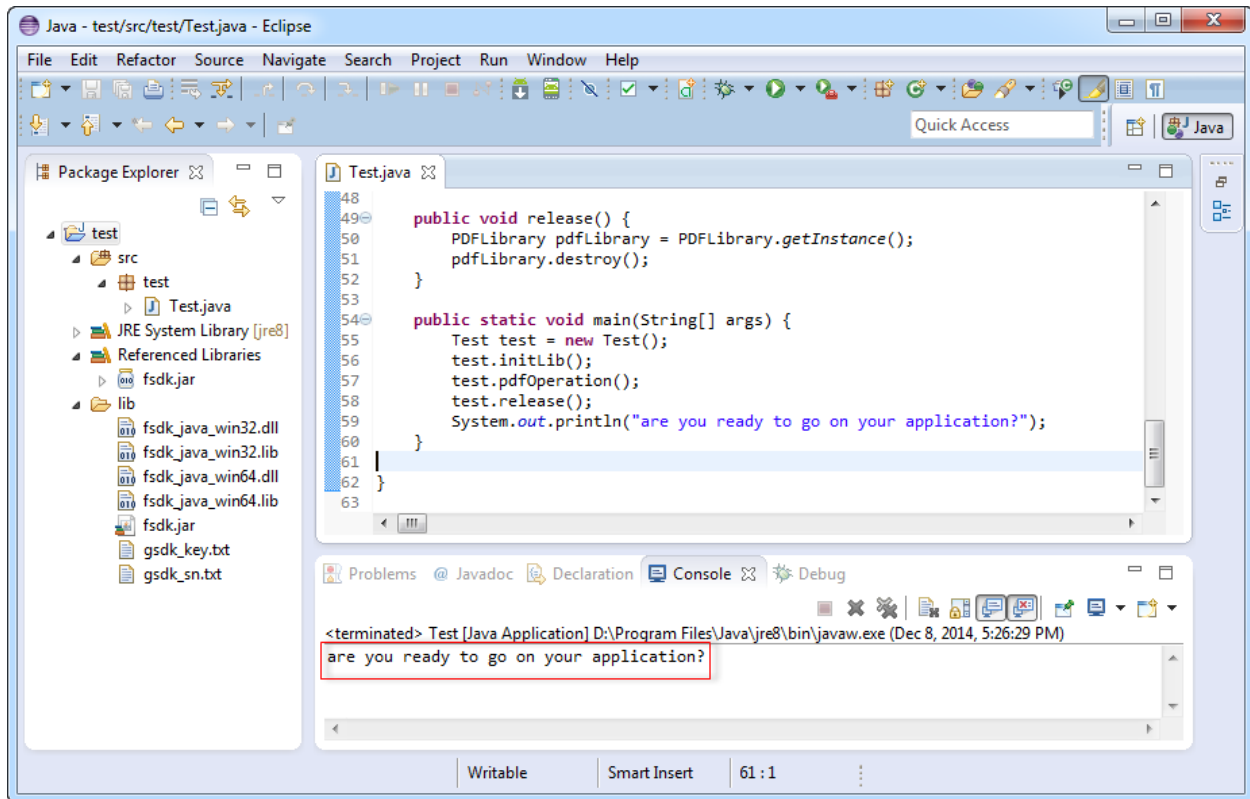 Java - test/src/test/Test.java - Eclipse
File Edit Refactor Source Navigate Search Project Run Window Help
Quick Access
Java
Package Explorer
test
src
test
Test.java
JRE System Library [jre8]
Referenced Libraries
fsdk.jar
lib
fsdk_java_win32.dll
fsdk_java_win32.lib
fsdk_java_win64.dll
fsdk_java_win64.lib
fsdk.jar
gsdk_key.txt
gsdk_sn.txt
Test.java
48
49 public void release() {
50 PDFLibrary pdfLibrary = PDFLibrary.getInstance();
51 pdfLibrary.destroy();
52 }
53
54 public static void main(String[] args) {
55 Test test = new Test();
56 test.initLib();
57 test.pdfOperation();
58 test.release();
59 System.out.println("are you ready to go on your application?");
60 }
61
62 }
63
Problems @ Javadoc Declaration Console Debug
<terminated> Test [Java Application] D:\Program Files\Java\jre8\bin\javaw.exe (Dec 8, 2014, 5:26:29 PM)
are you ready to go on your application?
Writable Smart Insert 61 : 1